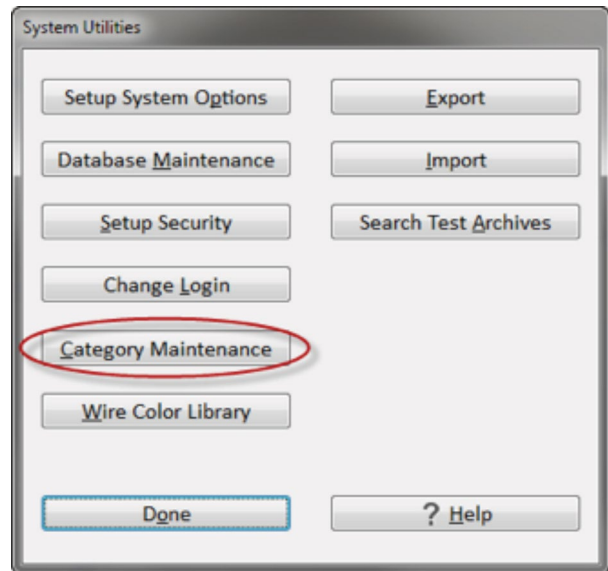 System Utilities
Setup System Options
Export
Database Maintenance
Import
Setup Security
Search Test Archives
Change Login
Category Maintenance
Wire Color Library
Done
? Help